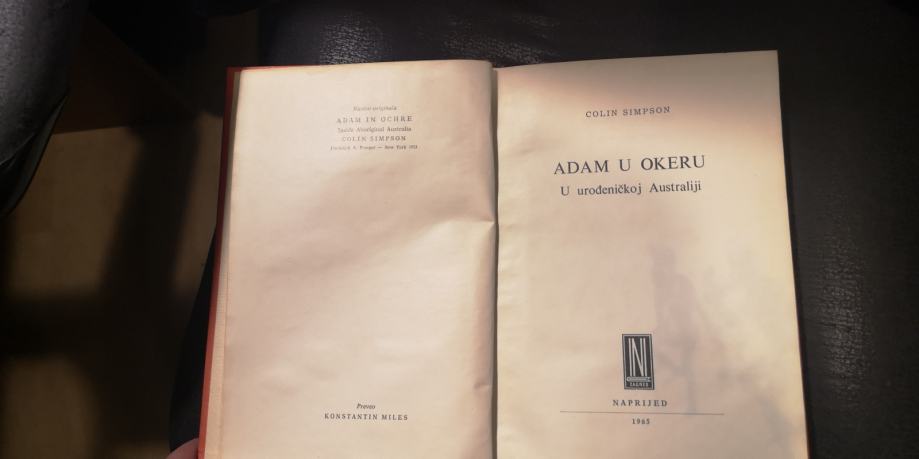 Naslov originala
ADAM IN OCHRE
Inside Aboriginal Australia
COLIN SIMPSON
Frederick A. Praeger — New York 1953
Preveo
KONSTANTIN MILES
COLIN SIMPSON
ADAM U OKERU
U urođeničkoj Australiji
ZAGREB
NAPRIJED
1965